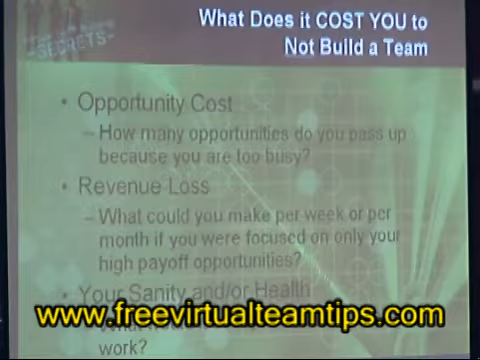 SECRETS
What Does it COST YOU to
Not Build a Team
• Opportunity Cost
– How many opportunities do you pass up
because you are too busy?
• Revenue Loss
– What could you make per week or per
month if you were focused on only your
high payoff opportunities?
• Your Sanity and/or Health
www.freevirtualteamtips.com
work?